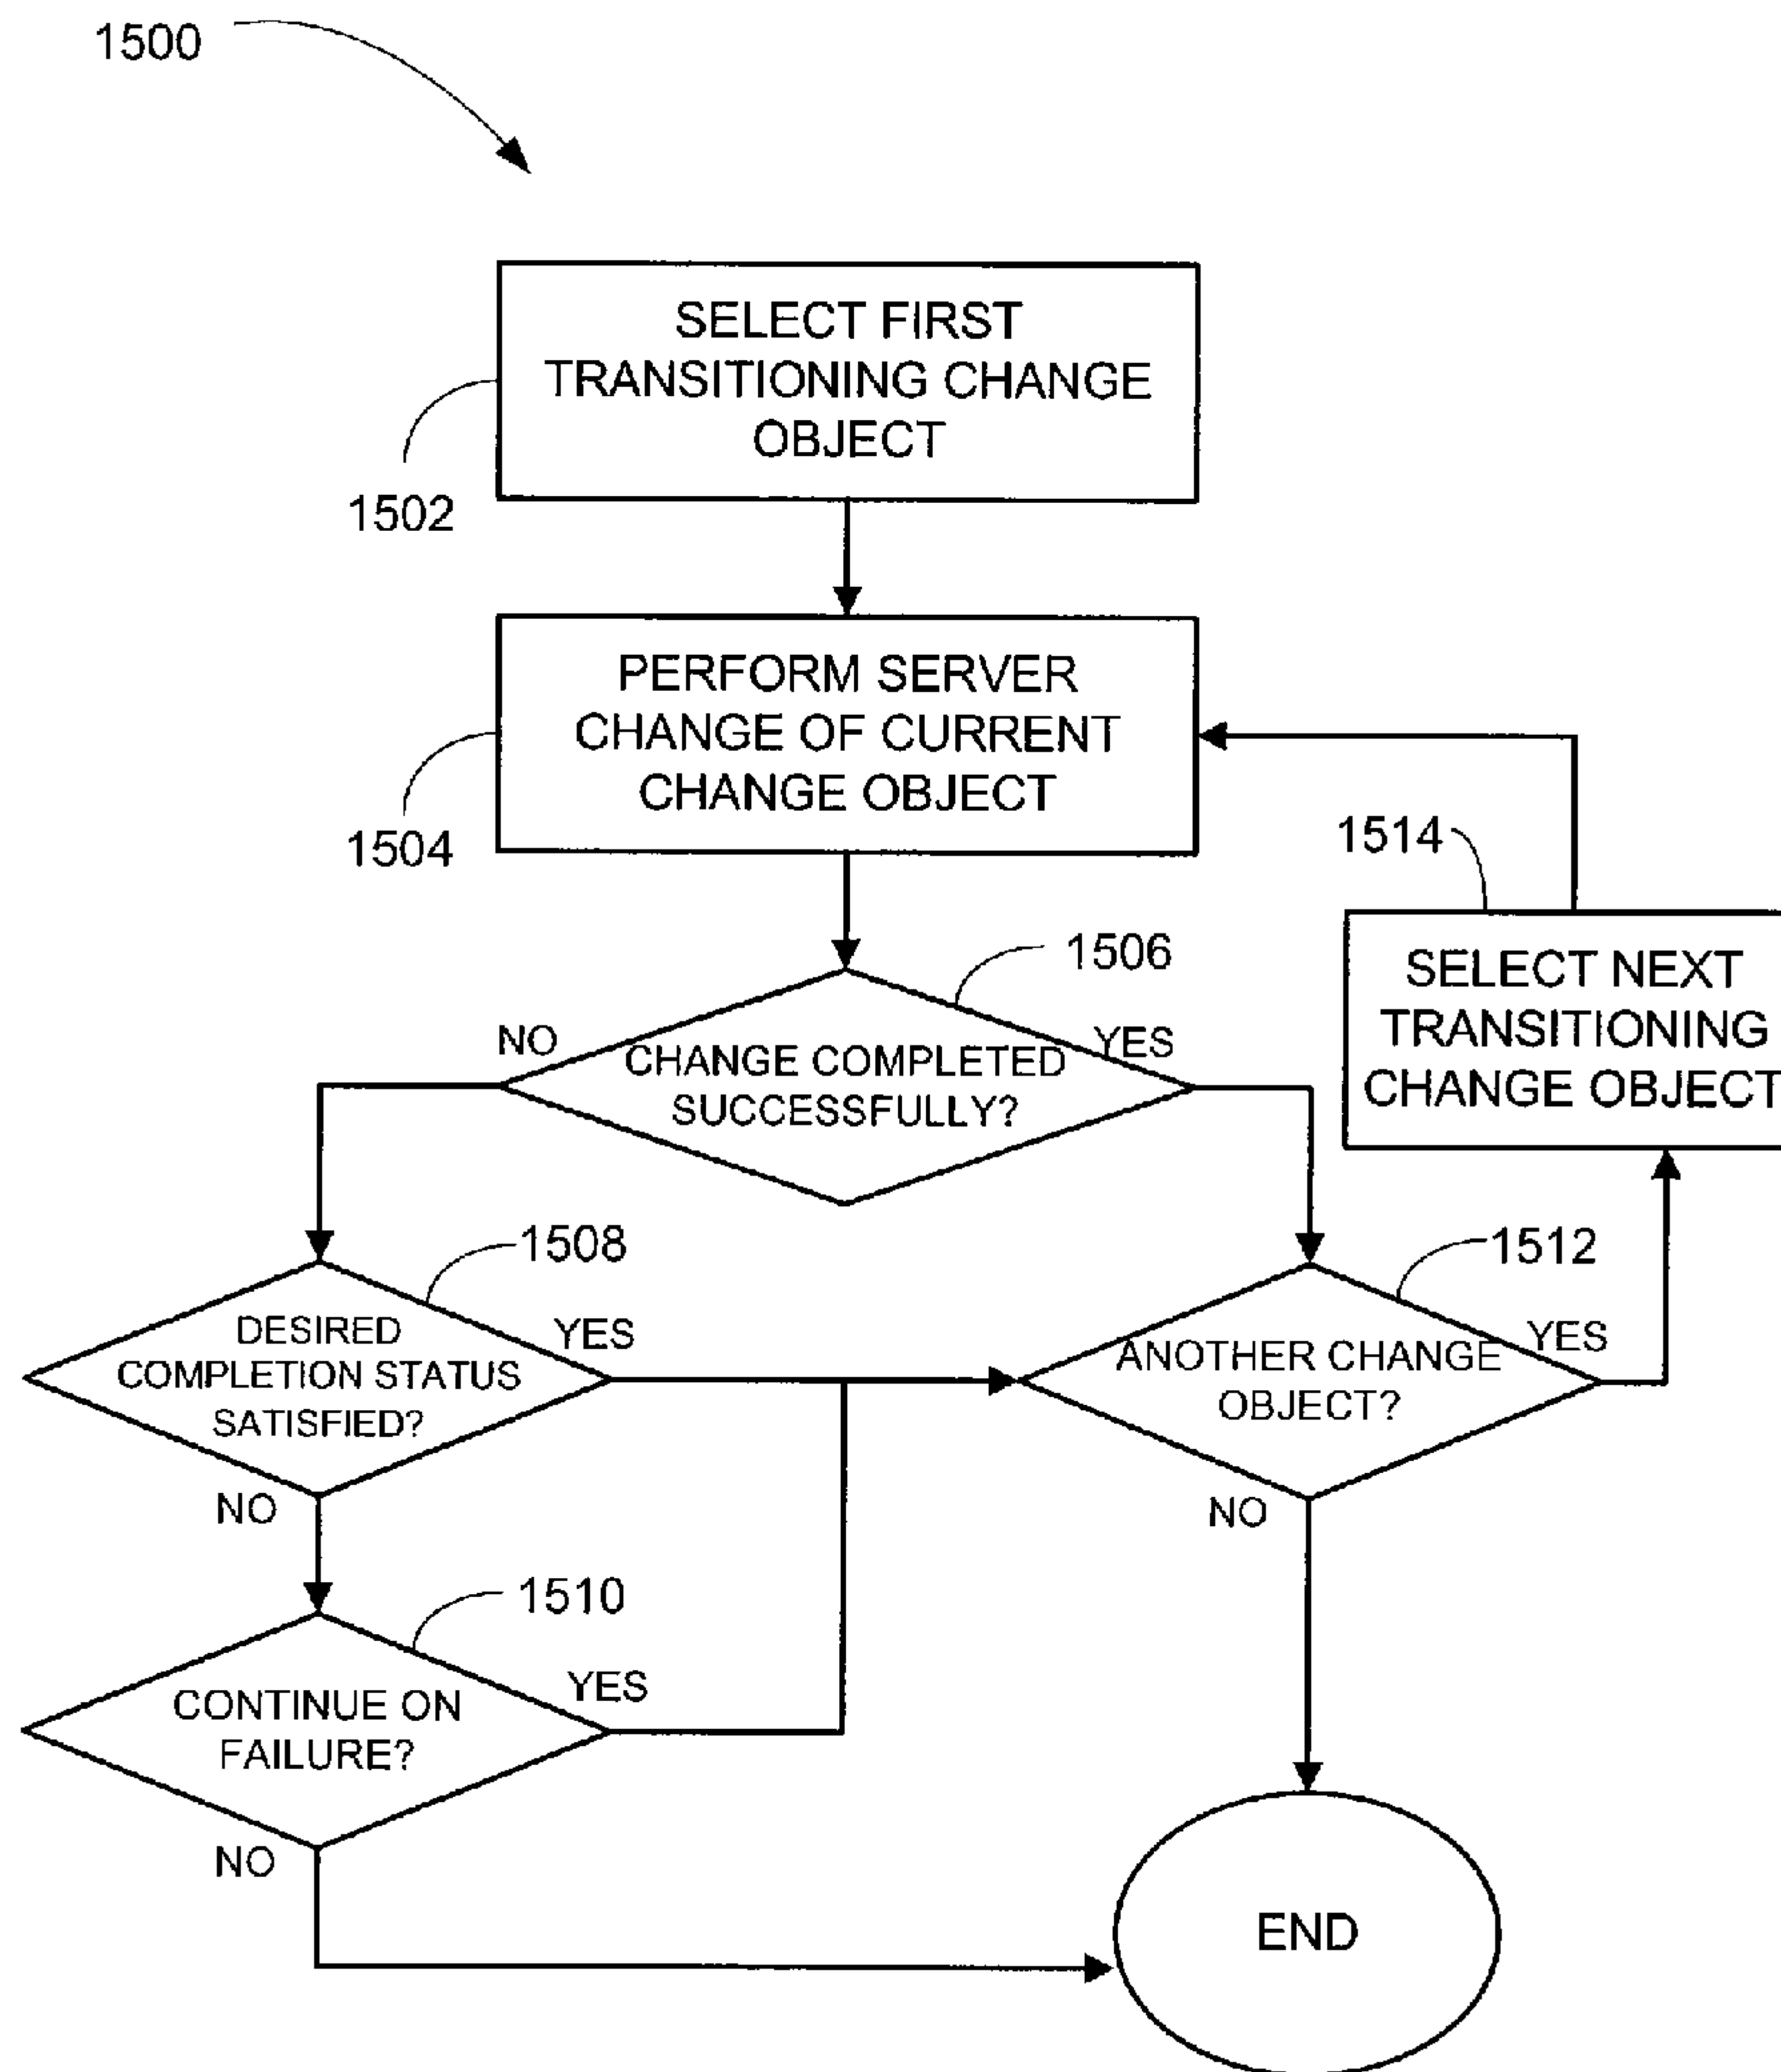 1500
SELECT FIRST
TRANSITIONING CHANGE
OBJECT
1502
PERFORM SERVER
CHANGE OF CURRENT
CHANGE OBJECT
1504
1514
SELECT NEXT
TRANSITIONING
CHANGE OBJECT
1506
NO
YES
CHANGE COMPLETED
SUCCESSFULLY?
1508
DESIRED
COMPLETION STATUS
SATISFIED?
YES
NO
1512
ANOTHER CHANGE
OBJECT?
YES
NO
1510
CONTINUE ON
FAILURE?
YES
NO
END